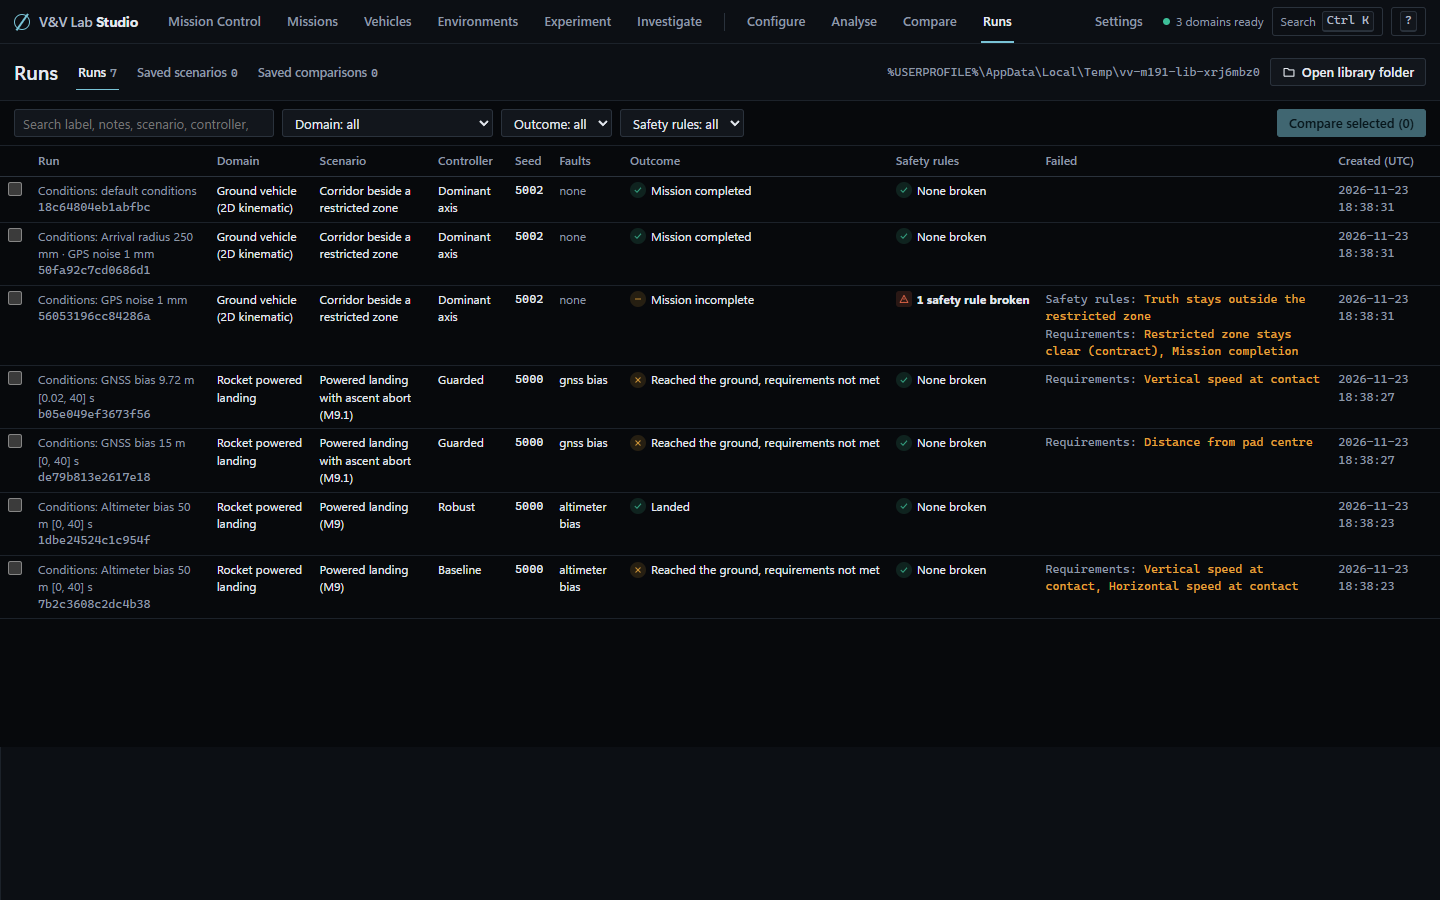 V&V Lab Studio Mission Control Missions Vehicles Environments Experiment Investigate Configure Analyse Compare Runs Settings 3 domains ready Search Ctrl K ?
Runs Runs 7 Saved scenarios 0 Saved comparisons 0 %USERPROFILE%\AppData\Local\Temp\vv-m191-lib-xrj6mbz0 Open library folder
Search label, notes, scenario, controller, Domain: all Outcome: all Safety rules: all Compare selected (0)
Run Domain Scenario Controller Seed Faults Outcome Safety rules Failed Created (UTC)
Conditions: default conditions Ground vehicle Corridor beside a Dominant 5002 none Mission completed None broken 2026-11-23
18c64804eb1abfbc (2D kinematic) restricted zone axis 18:38:31
Conditions: Arrival radius 250 Ground vehicle Corridor beside a Dominant 5002 none Mission completed None broken 2026-11-23
mm · GPS noise 1 mm (2D kinematic) restricted zone axis 18:38:31
50fa92c7cd0686d1
Conditions: GPS noise 1 mm Ground vehicle Corridor beside a Dominant 5002 none Mission incomplete 1 safety rule broken Safety rules: Truth stays outside the 2026-11-23
56053196cc84286a (2D kinematic) restricted zone axis restricted zone 18:38:31
Requirements: Restricted zone stays
clear (contract), Mission completion
Conditions: GNSS bias 9.72 m Rocket powered Powered landing Guarded 5000 gnss bias Reached the ground, requirements not met None broken Requirements: Vertical speed at contact 2026-11-23
[0.02, 40] s landing with ascent abort 18:38:27
b05e049ef3673f56 (M9.1)
Conditions: GNSS bias 15 m Rocket powered Powered landing Guarded 5000 gnss bias Reached the ground, requirements not met None broken Requirements: Distance from pad centre 2026-11-23
[0, 40] s landing with ascent abort 18:38:27
de79b813e2617e18 (M9.1)
Conditions: Altimeter bias 50 Rocket powered Powered landing Robust 5000 altimeter Landed None broken 2026-11-23
m [0, 40] s landing (M9) bias 18:38:23
1dbe24524c1c954f
Conditions: Altimeter bias 50 Rocket powered Powered landing Baseline 5000 altimeter Reached the ground, requirements not met None broken Requirements: Vertical speed at 2026-11-23
m [0, 40] s landing (M9) bias contact, Horizontal speed at contact 18:38:23
7b2c3608c2dc4b38